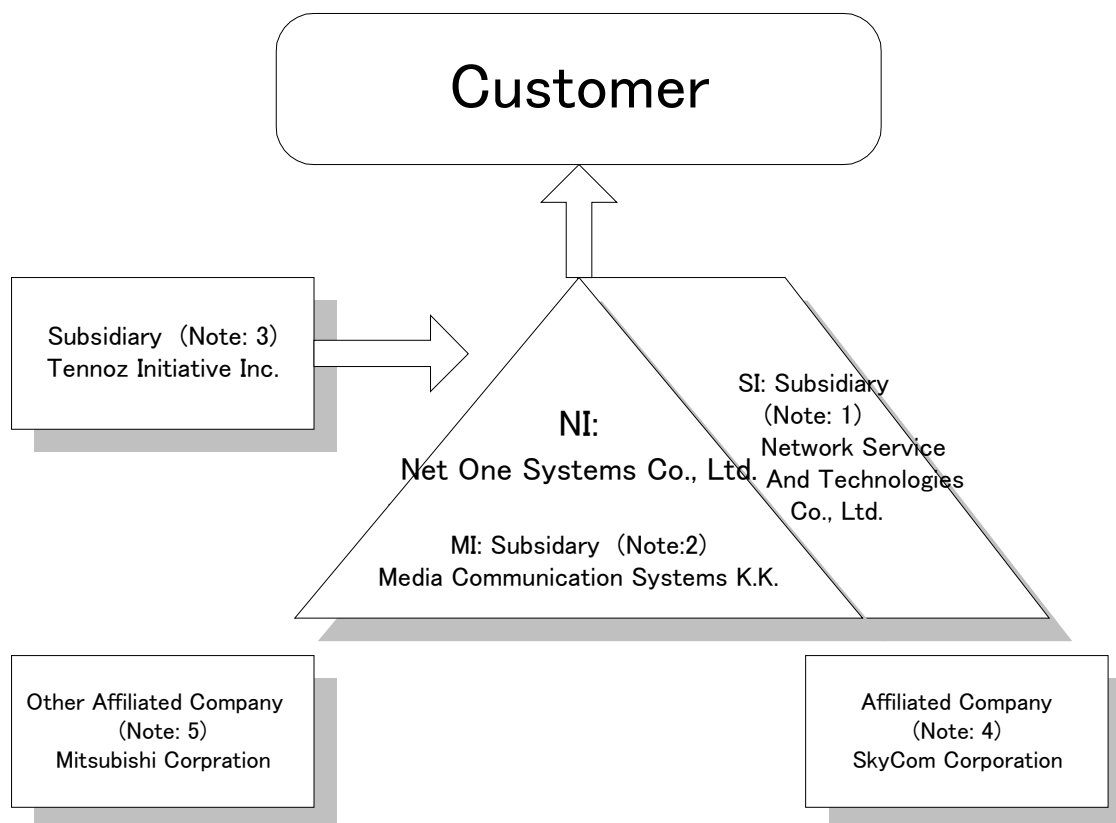 Customer
Subsidiary (Note: 3)
Tennoz Initiative Inc.
NI:
Net One Systems Co., Ltd.
MI: Subsidary (Note:2)
Media Communication Systems K.K.
SI: Subsidiary
(Note: 1)
Network Service
And Technologies
Co., Ltd.
Other Affiliated Company
(Note: 5)
Mitsubishi Corpration
Affiliated Company
(Note: 4)
SkyCom Corporation